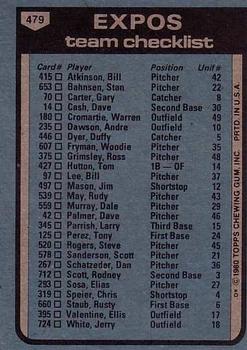 479
EXPOS
team checklist
Card# Player Position Unif#
415 Atkinson, Bill Pitcher 42
653 Bahnsen, Stan Pitcher 22
70 Carter, Gary Catcher 8
14 Cash, Dave Second Base 30
180 Cromartie, Warren Outfield 49
235 Dawson, Andre Outfield 10
446 Dyer, Duffy Catcher 5
607 Fryman, Woodie Pitcher 35
375 Grimsley, Ross Pitcher 48
427 Hutton, Tom 1B — OF 14
97 Lee, Bill Pitcher 37
497 Mason, Jim Shortstop 12
539 May, Rudy Pitcher 43
559 Murray, Dale Pitcher 29
42 Palmer, Dave Pitcher 46
345 Parrish, Larry Third Base 15
125 Perez, Tony First Base 24
520 Rogers, Steve Pitcher 45
578 Sanderson, Scott Pitcher 21
267 Schatzeder, Dan Pitcher 36
712 Scott, Rodney Second Base 3
293 Sosa, Elias Pitcher 27
319 Speier, Chris Shortstop 4
660 Staub, Rusty First Base 6
395 Valentine, Ellis Outfield 17
724 White, Jerry Outfield 18
D* © 1980 TOPPS CHEWING GUM, INC. PRTD. IN U.S.A.